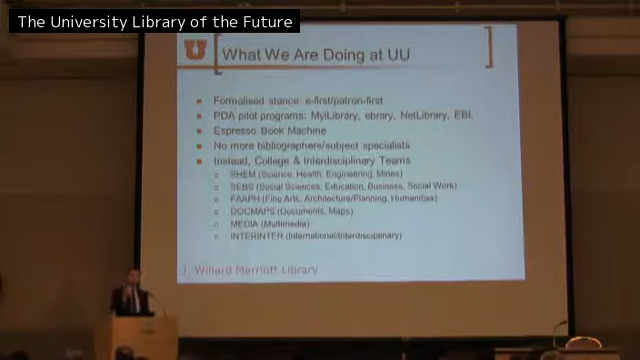 The University Library of the Future
U
What We Are Doing at UU
Formalised stance: e-first/patron-first
PDA pilot programs: MyiLibrary, ebrary, NetLibrary, EBL
Espresso Book Machine
No more bibliographers/subject specialists
Instead, College & Interdisciplinary Teams
SHEM (Science, Health, Engineering, Mines)
SEBS (Social Sciences, Education, Business, Social Work)
FAAPH (Fine Arts, Architecture/Planning, Humanities)
DOCMAPS (Documents, Maps)
MEDIA (Multimedia)
INTERINTER (International/Interdisciplinary)
J. Willard Marriott Library